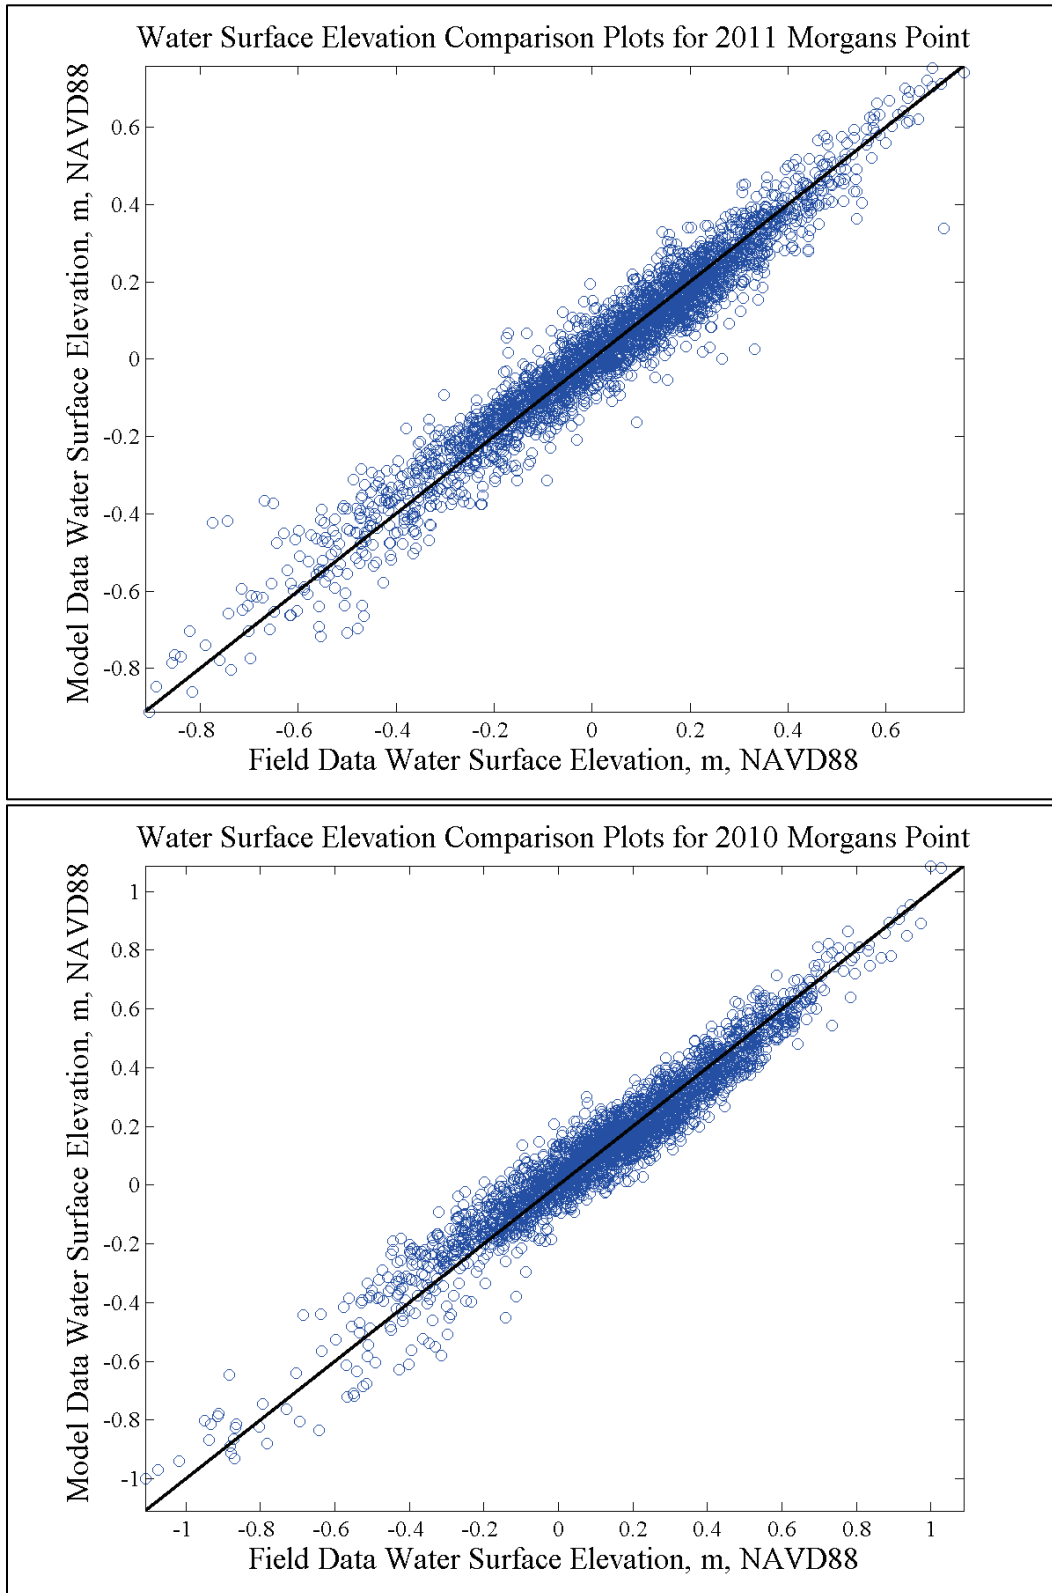 Water Surface Elevation Comparison Plots for 2011 Morgans Point
Model Data Water Surface Elevation, m, NAVD88
0.6
0.4
0.2
0
-0.2
-0.4
-0.6
-0.8
-0.8 -0.6 -0.4 -0.2 0 0.2 0.4 0.6
Field Data Water Surface Elevation, m, NAVD88
Water Surface Elevation Comparison Plots for 2010 Morgans Point
Model Data Water Surface Elevation, m, NAVD88
1
0.8
0.6
0.4
0.2
0
-0.2
-0.4
-0.6
-0.8
-1
-1 -0.8 -0.6 -0.4 -0.2 0 0.2 0.4 0.6 0.8 1
Field Data Water Surface Elevation, m, NAVD88